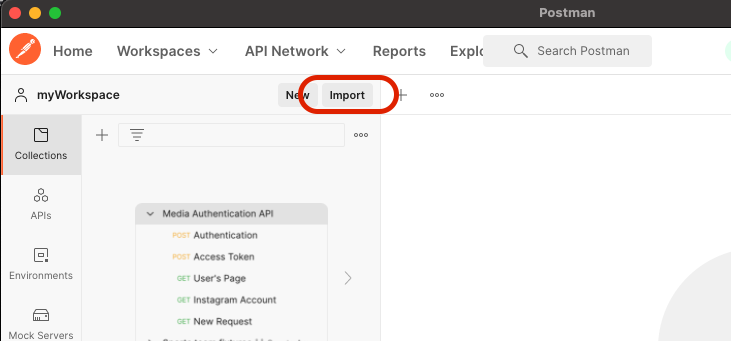 Postman
Home Workspaces API Network Reports Explo Search Postman
myWorkspace New Import
Collections
APIs
Environments
Mock Servers
Media Authentication API
POST Authentication
POST Access Token
GET User's Page
GET Instagram Account
GET New Request